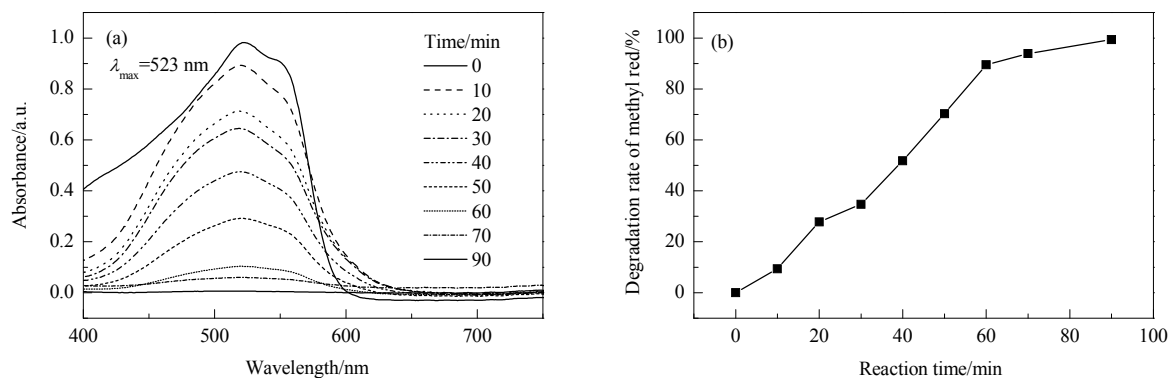 (a)
λmax=523 nm
Time/min
0
10
20
30
40
50
60
70
90
1.0
0.8
0.6
0.4
0.2
0.0
Absorbance/a.u.
400 500 600 700
Wavelength/nm
(b)
100
80
60
40
20
0
Degradation rate of methyl red/%
0 20 40 60 80 100
Reaction time/min